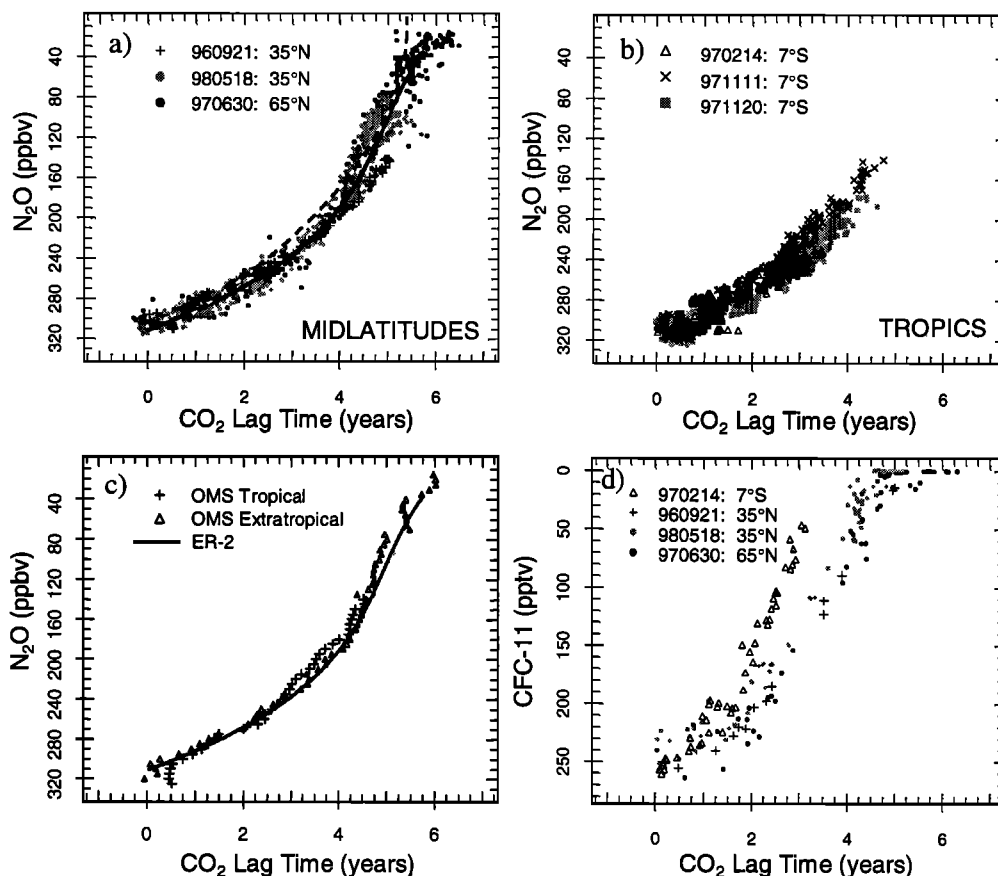 a)
+ 960921: 35°N
980518: 35°N
970630: 65°N
MIDLATITUDES
N₂O (ppbv)
40
80
120
160
200
240
280
320
0 2 4 6
CO₂ Lag Time (years)
b)
970214: 7°S
× 971111: 7°S
971120: 7°S
TROPICS
N₂O (ppbv)
40
80
120
160
200
240
280
320
0 2 4 6
CO₂ Lag Time (years)
c)
+ OMS Tropical
OMS Extratropical
ER-2
N₂O (ppbv)
40
80
120
160
200
240
280
320
0 2 4 6
CO₂ Lag Time (years)
d)
970214: 7°S
+ 960921: 35°N
980518: 35°N
970630: 65°N
CFC-11 (pptv)
0
50
100
150
200
250
0 2 4 6
CO₂ Lag Time (years)